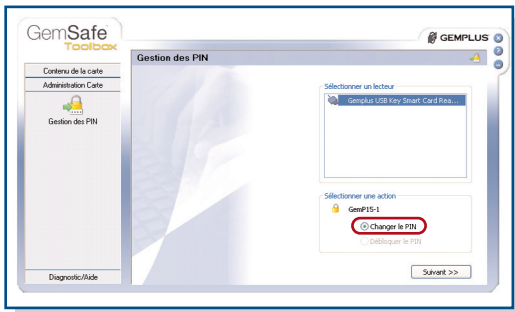 GemSafe
Toolbox
GEMPLUS
Gestion des PIN
Contenu de la carte
Administration Carte
Gestion des PIN
Diagnostic/Aide
Sélectionner un lecteur
Gemplus USB Key Smart Card Rea...
Sélectionner une action
GemP15-1
Changer le PIN
Débloquer le PIN
Suivant >>